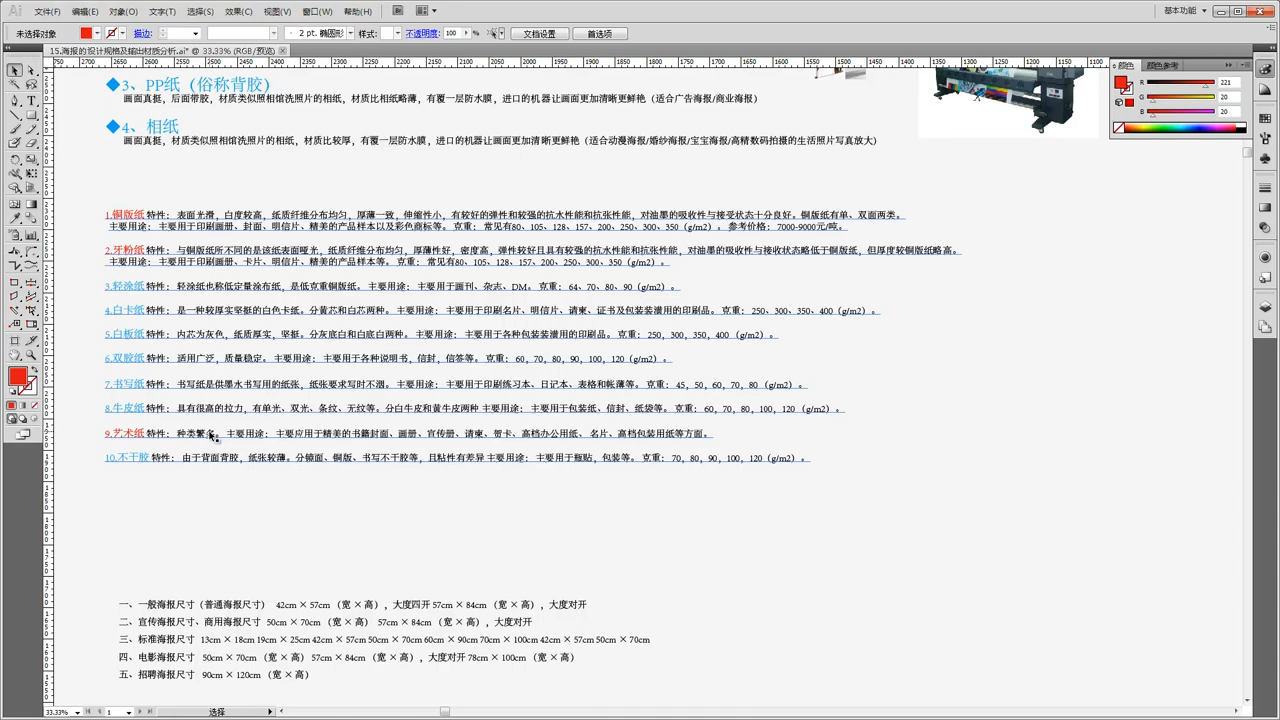 Ai 文件(F) 编辑(E) 对象(O) 文字(T) 选择(S) 效果(C) 视图(V) 窗口(W) 帮助(H) Br 基本功能
未选择对象 描边: 2 pt. 椭圆形 样式: 不透明度: 100 % 文档设置 首选项
15.海报的设计规格及输出材质分析.ai* @ 33.33% (RGB/预览)
颜色 颜色参考
R 221
G 20
B 20
◆3、PP纸（俗称背胶）
画面真挺，后面带胶，材质类似照相馆洗照片的相纸，材质比相纸略薄，有覆一层防水膜，进口的机器让画面更加清晰更鲜艳（适合广告海报/商业海报）
◆4、相纸
画面真挺，材质类似照相馆洗照片的相纸，材质比较厚，有覆一层防水膜，进口的机器让画面更加清晰更鲜艳（适合动漫海报/婚纱海报/宝宝海报/高精数码拍摄的生活照片写真放大）
1.铜版纸 特性： 表面光滑，白度较高，纸质纤维分布均匀，厚薄一致，伸缩性小，有较好的弹性和较强的抗水性能和抗张性能，对油墨的吸收性与接受状态十分良好。铜版纸有单、双面两类。
主要用途： 主要用于印刷画册、封面、明信片、精美的产品样本以及彩色商标等。 克重： 常见有80、105、128、157、200、250、300、350（g/m2）。 参考价格： 7000-9000元/吨。
2.牙粉纸 特性： 与铜版纸所不同的是该纸表面哑光，纸质纤维分布均匀，厚薄性好，密度高，弹性较好且具有较强的抗水性能和抗张性能，对油墨的吸收性与接收状态略低于铜版纸，但厚度较铜版纸略高。
主要用途： 主要用于印刷画册、卡片、明信片、精美的产品样本等。 克重： 常见有80、105、128、157、200、250、300、350（g/m2）。
3.轻涂纸 特性： 轻涂纸也称低定量涂布纸，是低克重铜版纸。 主要用途： 主要用于画刊、杂志、DM。 克重： 64、70、80、90（g/m2）。
4.白卡纸 特性： 是一种较厚实坚挺的白色卡纸。分黄芯和白芯两种。 主要用途： 主要用于印刷名片、明信片、请柬、证书及包装装潢用的印刷品。 克重： 250、300、350、400（g/m2）。
5.白板纸 特性： 内芯为灰色，纸质厚实，坚挺。分灰底白和白底白两种。 主要用途： 主要用于各种包装装潢用的印刷品。 克重： 250, 300, 350, 400（g/m2）。
6.双胶纸 特性： 适用广泛，质量稳定。 主要用途： 主要用于各种说明书，信封，信签等。 克重： 60, 70, 80, 90, 100, 120（g/m2）。
7.书写纸 特性： 书写纸是供墨水书写用的纸张，纸张要求写时不洇。 主要用途： 主要用于印刷练习本、日记本、表格和帐薄等。 克重： 45, 50, 60, 70, 80（g/m2）。
8.牛皮纸 特性： 具有很高的拉力，有单光、双光、条纹、无纹等。分白牛皮和黄牛皮两种 主要用途： 主要用于包装纸、信封、纸袋等。 克重： 60, 70, 80, 100, 120（g/m2）。
9.艺术纸 特性： 种类繁多。 主要用途： 主要应用于精美的书籍封面、画册、宣传册、请柬、贺卡、高档办公用纸、 名片、高档包装用纸等方面。
10.不干胶 特性： 由于背面背胶，纸张较薄。分镜面、铜版、书写不干胶等，且粘性有差异 主要用途： 主要用于瓶贴，包装等。 克重： 70, 80, 90, 100, 120（g/m2）。
一、一般海报尺寸（普通海报尺寸） 42cm × 57cm（宽 × 高），大度四开 57cm × 84cm（宽 × 高），大度对开
二、宣传海报尺寸、商用海报尺寸 50cm × 70cm（宽 × 高） 57cm × 84cm（宽 × 高），大度对开
三、标准海报尺寸 13cm × 18cm 19cm × 25cm 42cm × 57cm 50cm × 70cm 60cm × 90cm 70cm × 100cm 42cm × 57cm 50cm × 70cm
四、电影海报尺寸 50cm × 70cm（宽 × 高） 57cm × 84cm（宽 × 高），大度对开 78cm × 100cm（宽 × 高）
五、招聘海报尺寸 90cm × 120cm（宽 × 高）
33.33% 1 选择